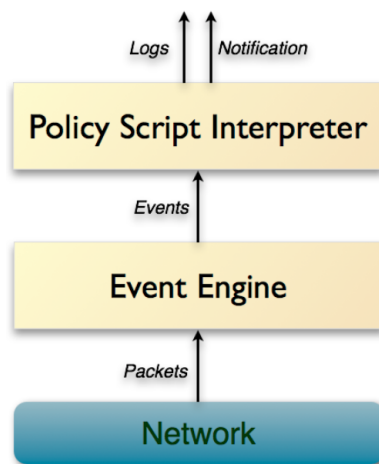 Logs Notification
Policy Script Interpreter
Events
Event Engine
Packets
Network